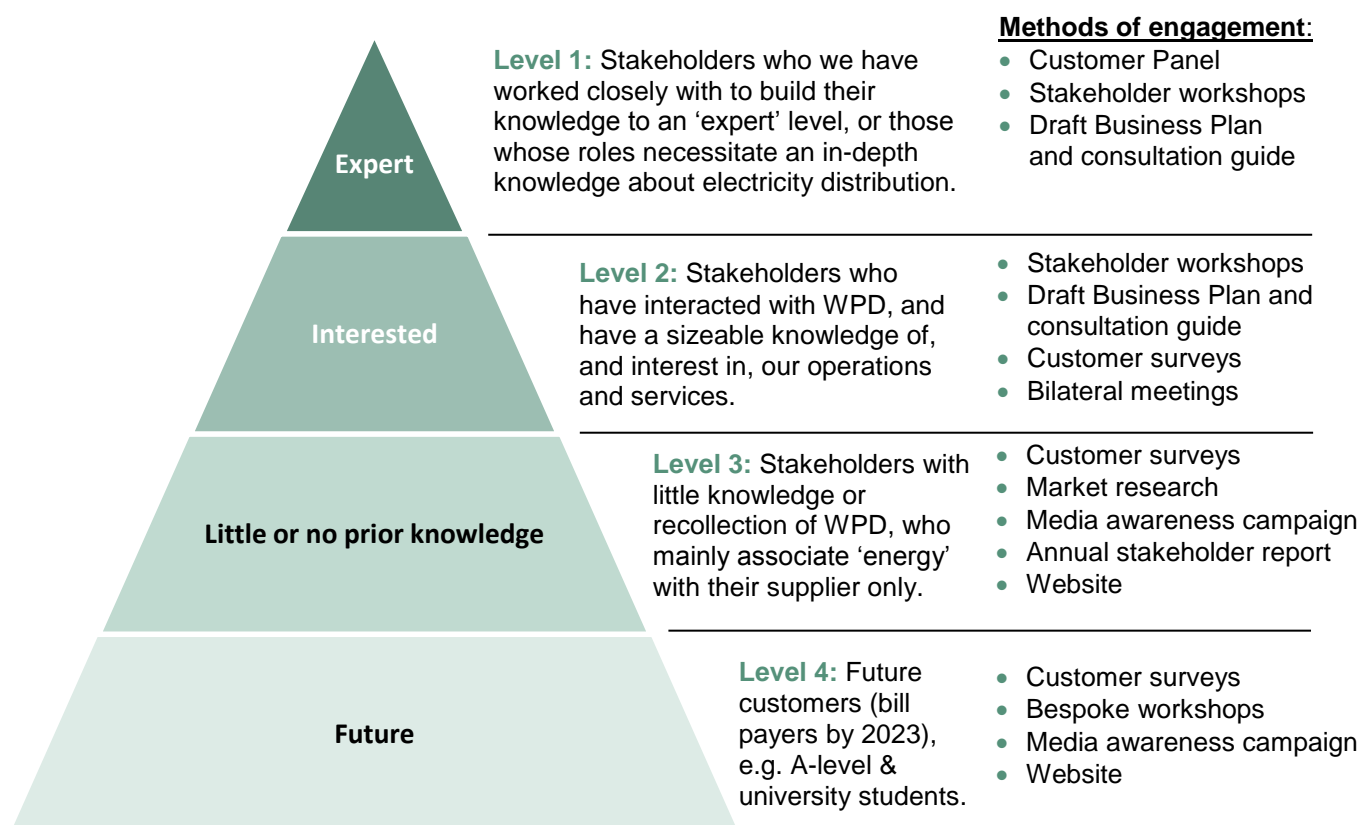 Methods of engagement:
Expert
Level 1: Stakeholders who we have
worked closely with to build their
knowledge to an ‘expert’ level, or those
whose roles necessitate an in-depth
knowledge about electricity distribution.
• Customer Panel
• Stakeholder workshops
• Draft Business Plan
and consultation guide
Interested
Level 2: Stakeholders who
have interacted with WPD, and
have a sizeable knowledge of,
and interest in, our operations
and services.
• Stakeholder workshops
• Draft Business Plan and
consultation guide
• Customer surveys
• Bilateral meetings
Little or no prior knowledge
Level 3: Stakeholders with
little knowledge or
recollection of WPD, who
mainly associate ‘energy’
with their supplier only.
• Customer surveys
• Market research
• Media awareness campaign
• Annual stakeholder report
• Website
Future
Level 4: Future
customers (bill
payers by 2023),
e.g. A-level &
university students.
• Customer surveys
• Bespoke workshops
• Media awareness campaign
• Website